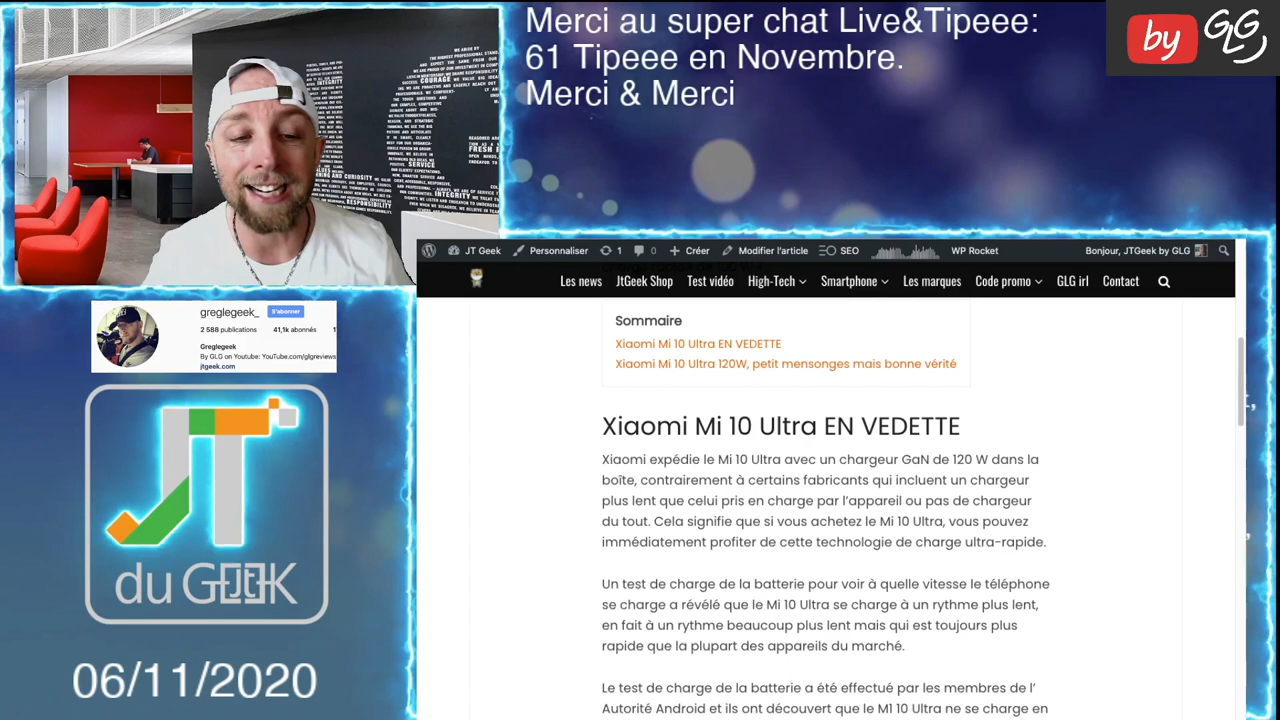 Merci au super chat Live&Tipeee:
61 Tipeee en Novembre.
Merci & Merci
by GLG
INTEGRITY
COURAGE
SERVICE
INTEGRITY
greglegeek_
S'abonner
2 588 publications
41,1k abonnés
Greglegeek
By GLG on Youtube: YouTube.com/glgreviews
jtgeek.com
JT
du GEEK
06/11/2020
JT Geek
Personnaliser
1
0
Créer
Modifier l'article
SEO
WP Rocket
Bonjour, JTGeek by GLG
Les news
JtGeek Shop
Test vidéo
High-Tech
Smartphone
Les marques
Code promo
GLG irl
Contact
Sommaire
Xiaomi Mi 10 Ultra EN VEDETTE
Xiaomi Mi 10 Ultra 120W, petit mensonges mais bonne vérité
Xiaomi Mi 10 Ultra EN VEDETTE
Xiaomi expédie le Mi 10 Ultra avec un chargeur GaN de 120 W dans la
boîte, contrairement à certains fabricants qui incluent un chargeur
plus lent que celui pris en charge par l'appareil ou pas de chargeur
du tout. Cela signifie que si vous achetez le Mi 10 Ultra, vous pouvez
immédiatement profiter de cette technologie de charge ultra-rapide.
Un test de charge de la batterie pour voir à quelle vitesse le téléphone
se charge a révélé que le Mi 10 Ultra se charge à un rythme plus lent,
en fait à un rythme beaucoup plus lent mais qui est toujours plus
rapide que la plupart des appareils du marché.
Le test de charge de la batterie a été effectué par les membres de l'
Autorité Android et ils ont découvert que le M1 10 Ultra ne se charge en